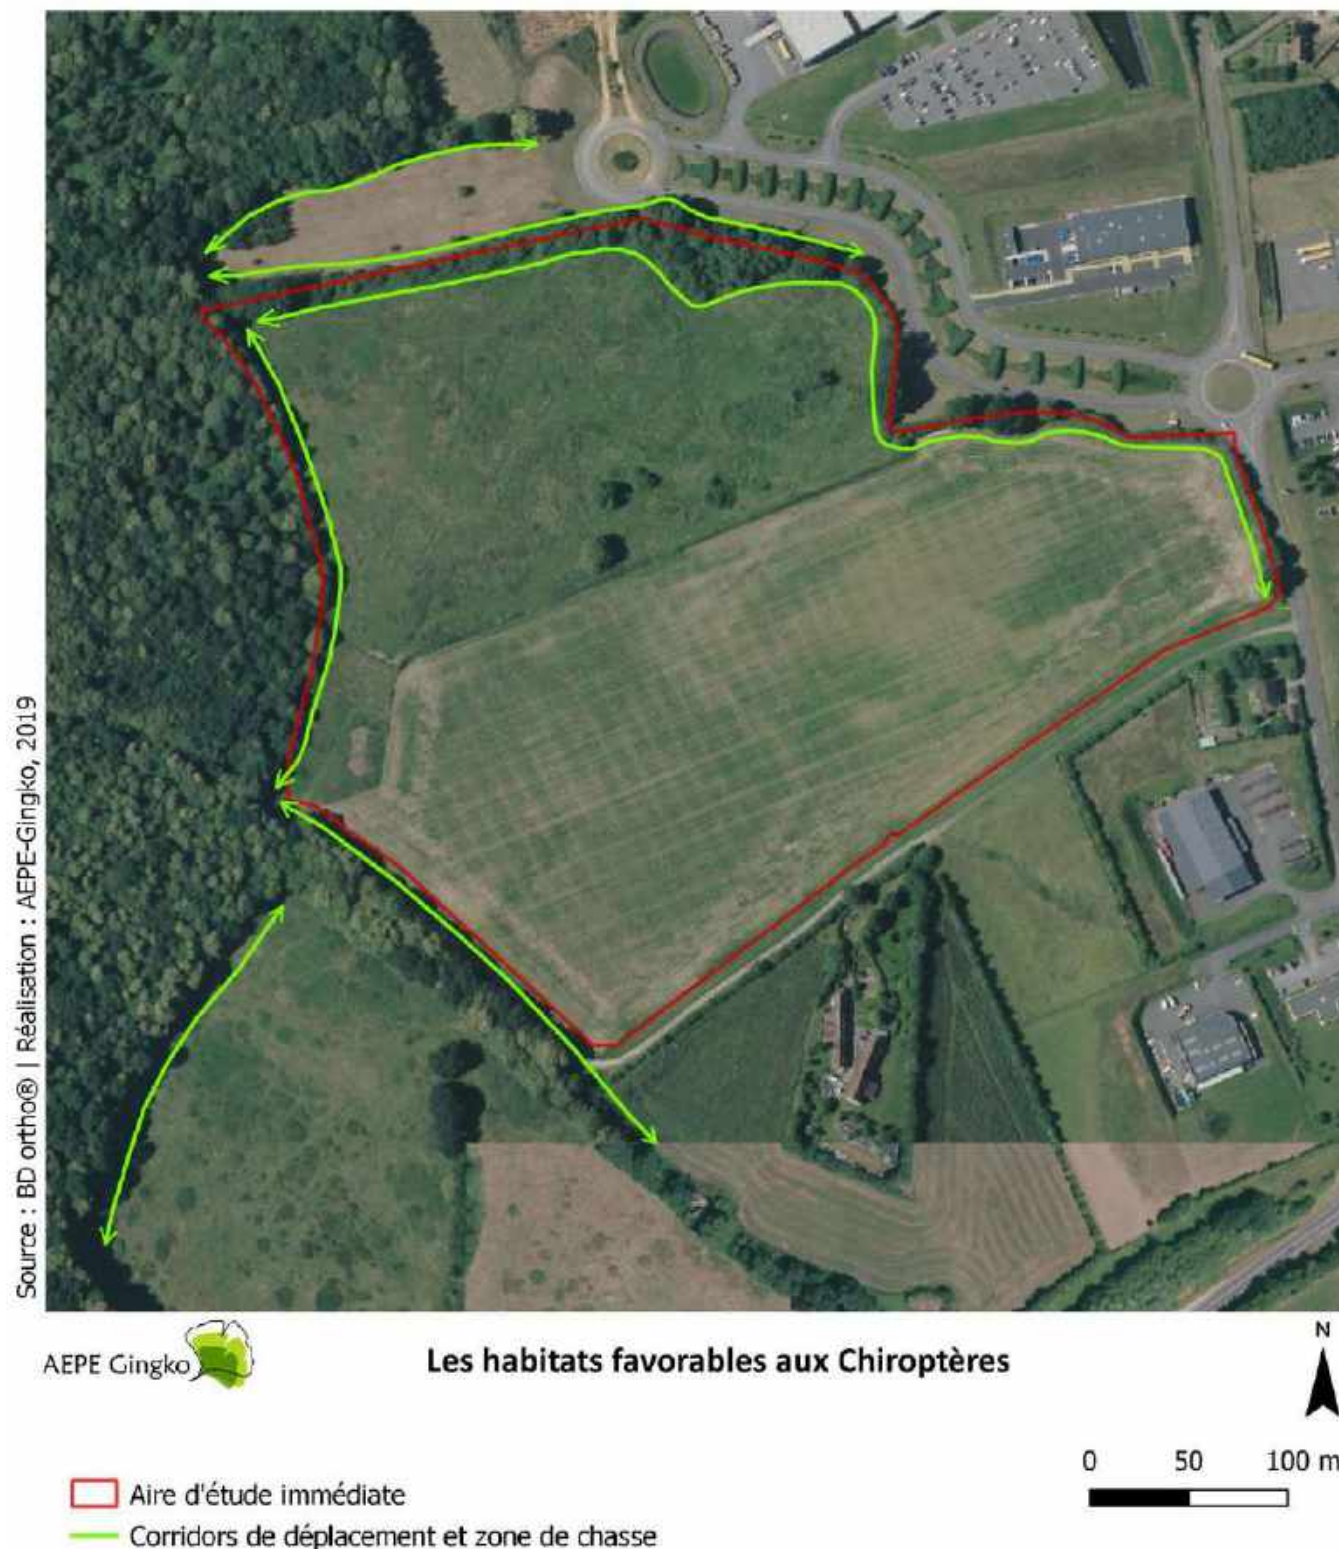 Source : BD ortho® | Réalisation : AEPE-Gingko, 2019
AEPE Gingko
Les habitats favorables aux Chiroptères
N
0 50 100 m
Aire d'étude immédiate
Corridors de déplacement et zone de chasse